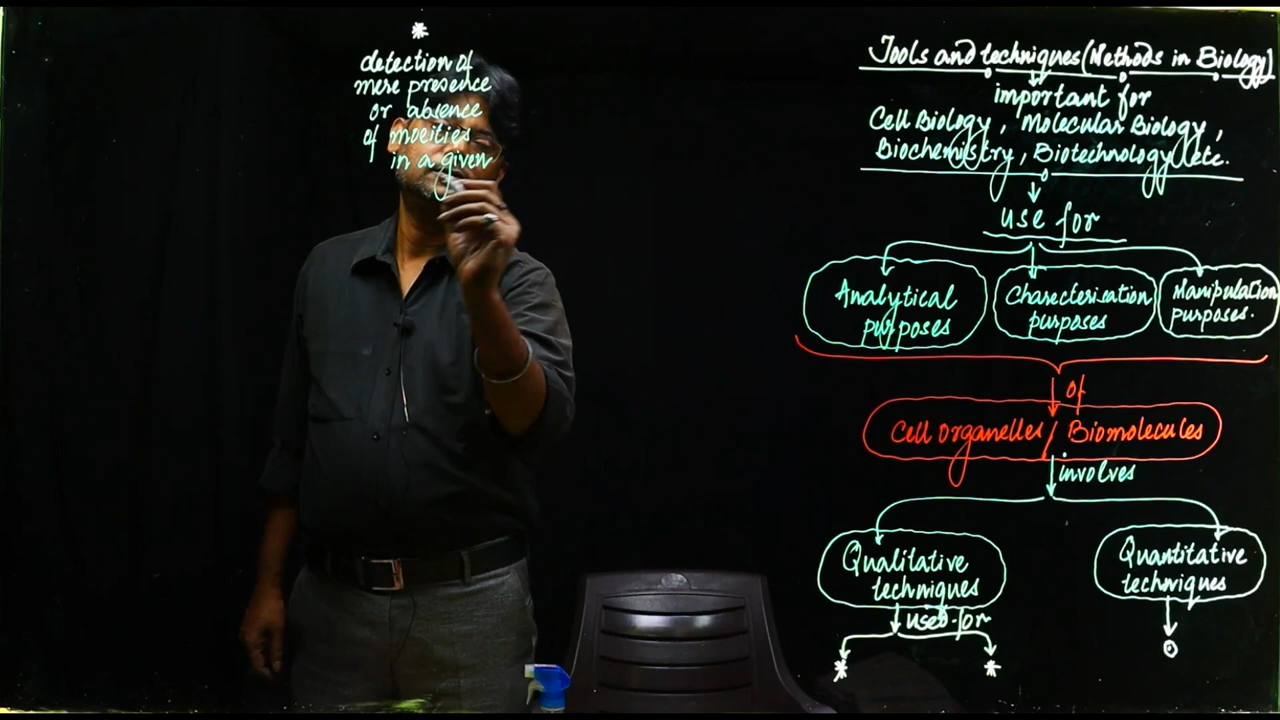 *
detection of
mere presence
or absence
of moeities
in a given
Tools and techniques (Methods in Biology)
important for
Cell Biology, Molecular Biology,
Biochemistry, Biotechnology etc.
use for
Analytical
purposes
Characterisation
purposes
Manipulation
purposes.
of
Cell organelles / Biomolecules
involves
Qualitative
techniques
Quantitative
techniques
used for
* *